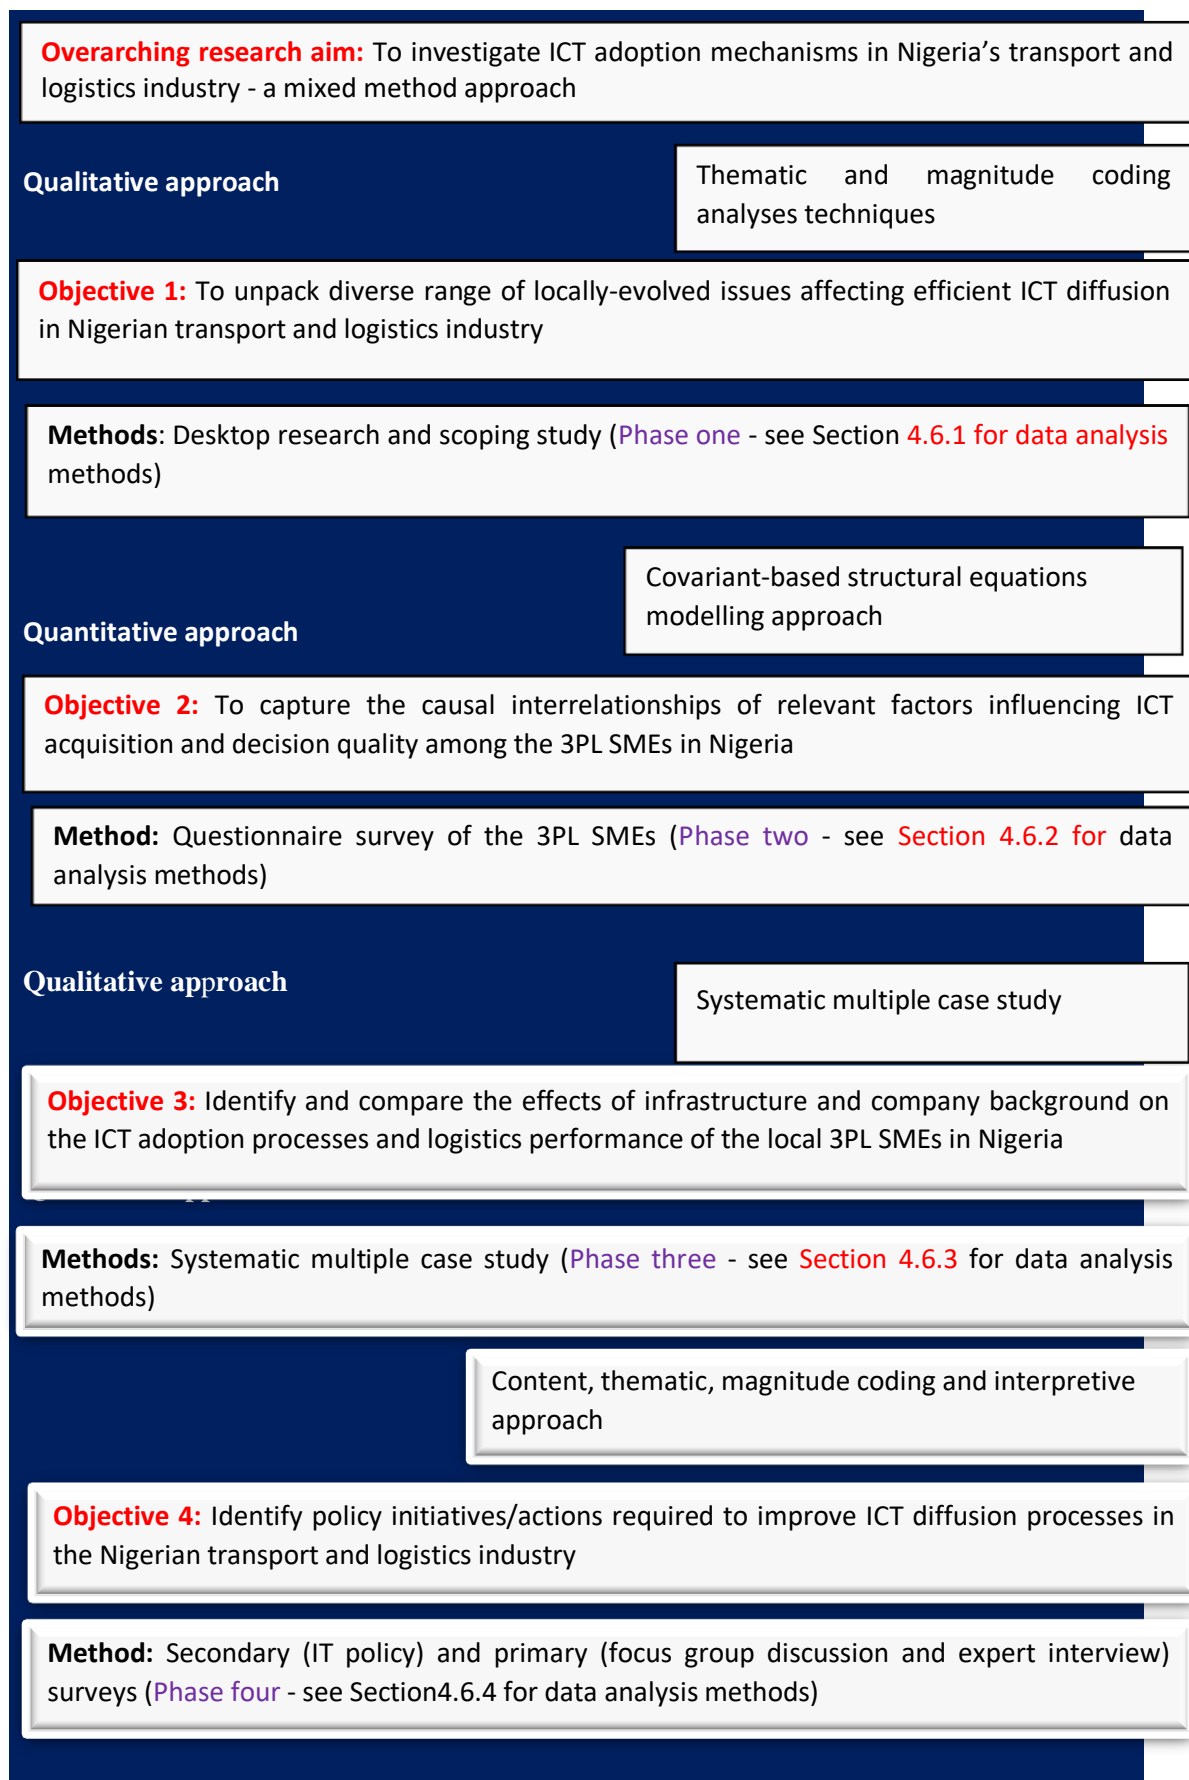 Overarching research aim: To investigate ICT adoption mechanisms in Nigeria’s transport and
logistics industry - a mixed method approach
Qualitative approach
Thematic and magnitude coding
analyses techniques
Objective 1: To unpack diverse range of locally-evolved issues affecting efficient ICT diffusion
in Nigerian transport and logistics industry
Methods: Desktop research and scoping study (Phase one - see Section 4.6.1 for data analysis
methods)
Covariant-based structural equations
modelling approach
Quantitative approach
Objective 2: To capture the causal interrelationships of relevant factors influencing ICT
acquisition and decision quality among the 3PL SMEs in Nigeria
Method: Questionnaire survey of the 3PL SMEs (Phase two - see Section 4.6.2 for data
analysis methods)
Qualitative approach
Systematic multiple case study
Objective 3: Identify and compare the effects of infrastructure and company background on
the ICT adoption processes and logistics performance of the local 3PL SMEs in Nigeria
Methods: Systematic multiple case study (Phase three - see Section 4.6.3 for data analysis
methods)
Content, thematic, magnitude coding and interpretive
approach
Objective 4: Identify policy initiatives/actions required to improve ICT diffusion processes in
the Nigerian transport and logistics industry
Method: Secondary (IT policy) and primary (focus group discussion and expert interview)
surveys (Phase four - see Section4.6.4 for data analysis methods)